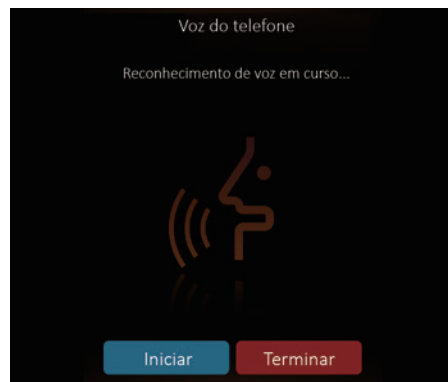 Voz do telefone
Reconhecimento de voz em curso...
Iniciar Terminar